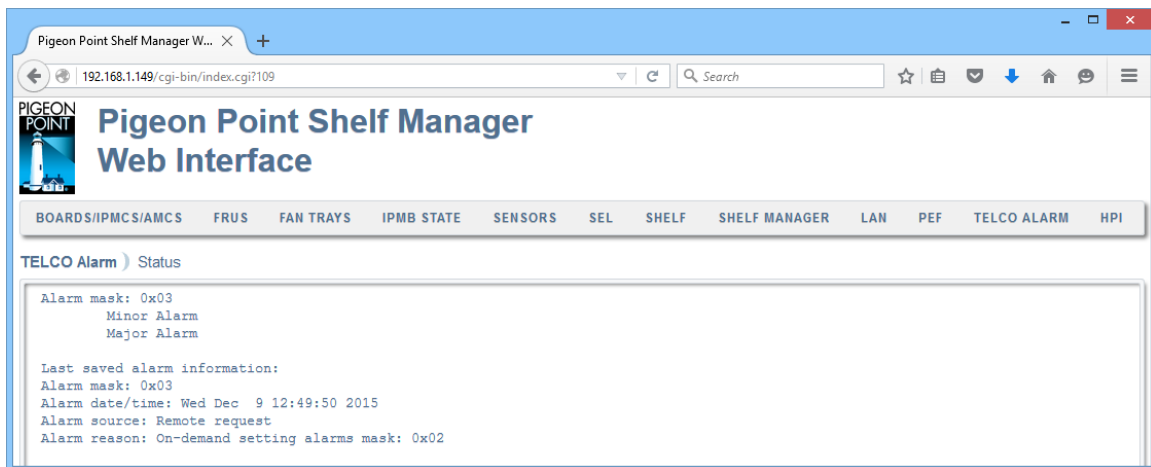 Pigeon Point Shelf Manager W...
192.168.1.149/cgi-bin/index.cgi?109
Search
PIGEON
POINT
Pigeon Point Shelf Manager
Web Interface
BOARDS/IPMCS/AMCS FRUS FAN TRAYS IPMB STATE SENSORS SEL SHELF SHELF MANAGER LAN PEF TELCO ALARM HPI
TELCO Alarm ) Status
Alarm mask: 0x03
Minor Alarm
Major Alarm
Last saved alarm information:
Alarm mask: 0x03
Alarm date/time: Wed Dec  9 12:49:50 2015
Alarm source: Remote request
Alarm reason: On-demand setting alarms mask: 0x02